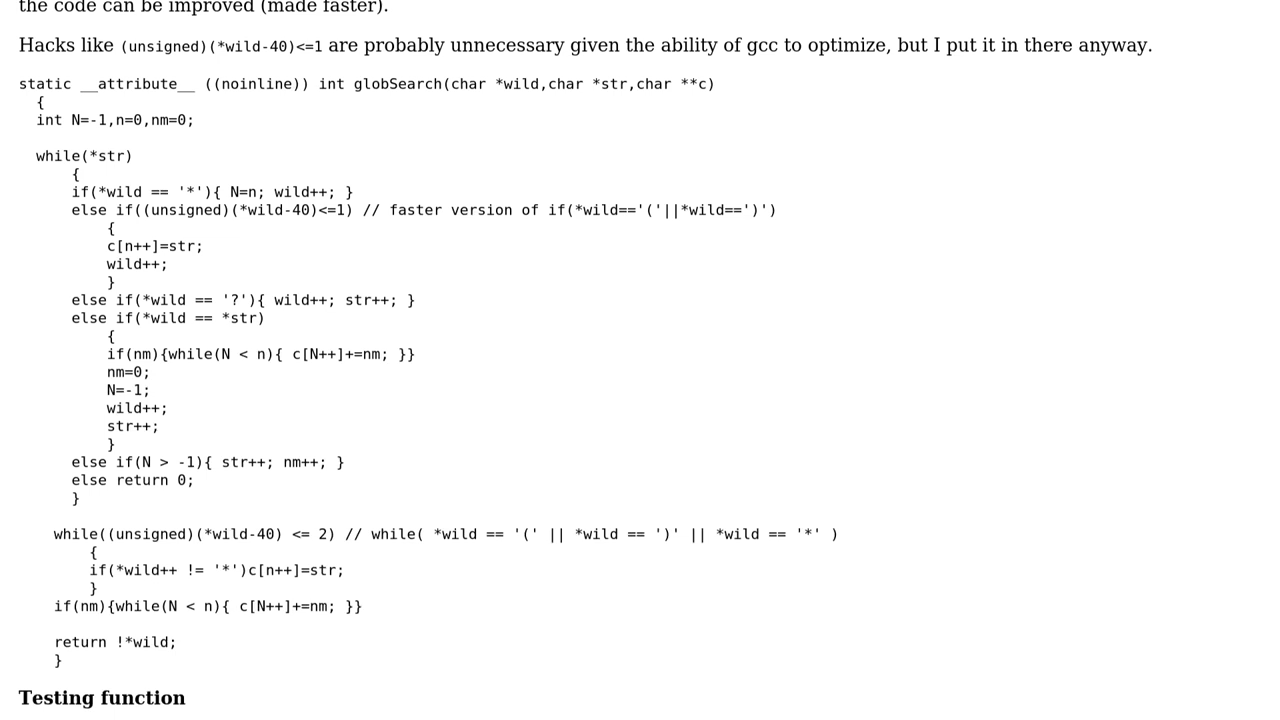 the code can be improved (made faster).
Hacks like (unsigned)(*wild-40)<=1 are probably unnecessary given the ability of gcc to optimize, but I put it in there anyway.
static __attribute__ ((noinline)) int globSearch(char *wild,char *str,char **c)
{
int N=-1,n=0,nm=0;
while(*str)
{
if(*wild == '*'){ N=n; wild++; }
else if((unsigned)(*wild-40)<=1) // faster version of if(*wild=='('||*wild==')')
{
c[n++]=str;
wild++;
}
else if(*wild == '?'){ wild++; str++; }
else if(*wild == *str)
{
if(nm){while(N < n){ c[N++]+=nm; }}
nm=0;
N=-1;
wild++;
str++;
}
else if(N > -1){ str++; nm++; }
else return 0;
}
while((unsigned)(*wild-40) <= 2) // while( *wild == '(' || *wild == ')' || *wild == '*' )
{
if(*wild++ != '*')c[n++]=str;
}
if(nm){while(N < n){ c[N++]+=nm; }}
return !*wild;
}
Testing function